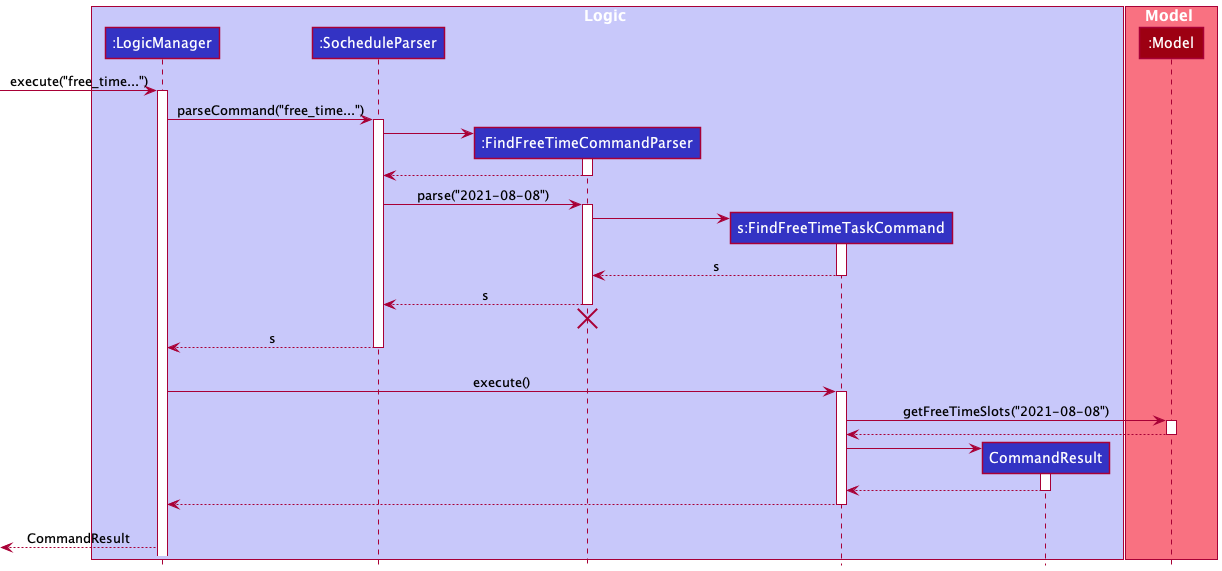 Logic
Model
:LogicManager
:SocheduleParser
:Model
execute("free_time...")
parseCommand("free_time...")
:FindFreeTimeCommandParser
parse("2021-08-08")
s:FindFreeTimeTaskCommand
s
s
s
execute()
getFreeTimeSlots("2021-08-08")
CommandResult
CommandResult